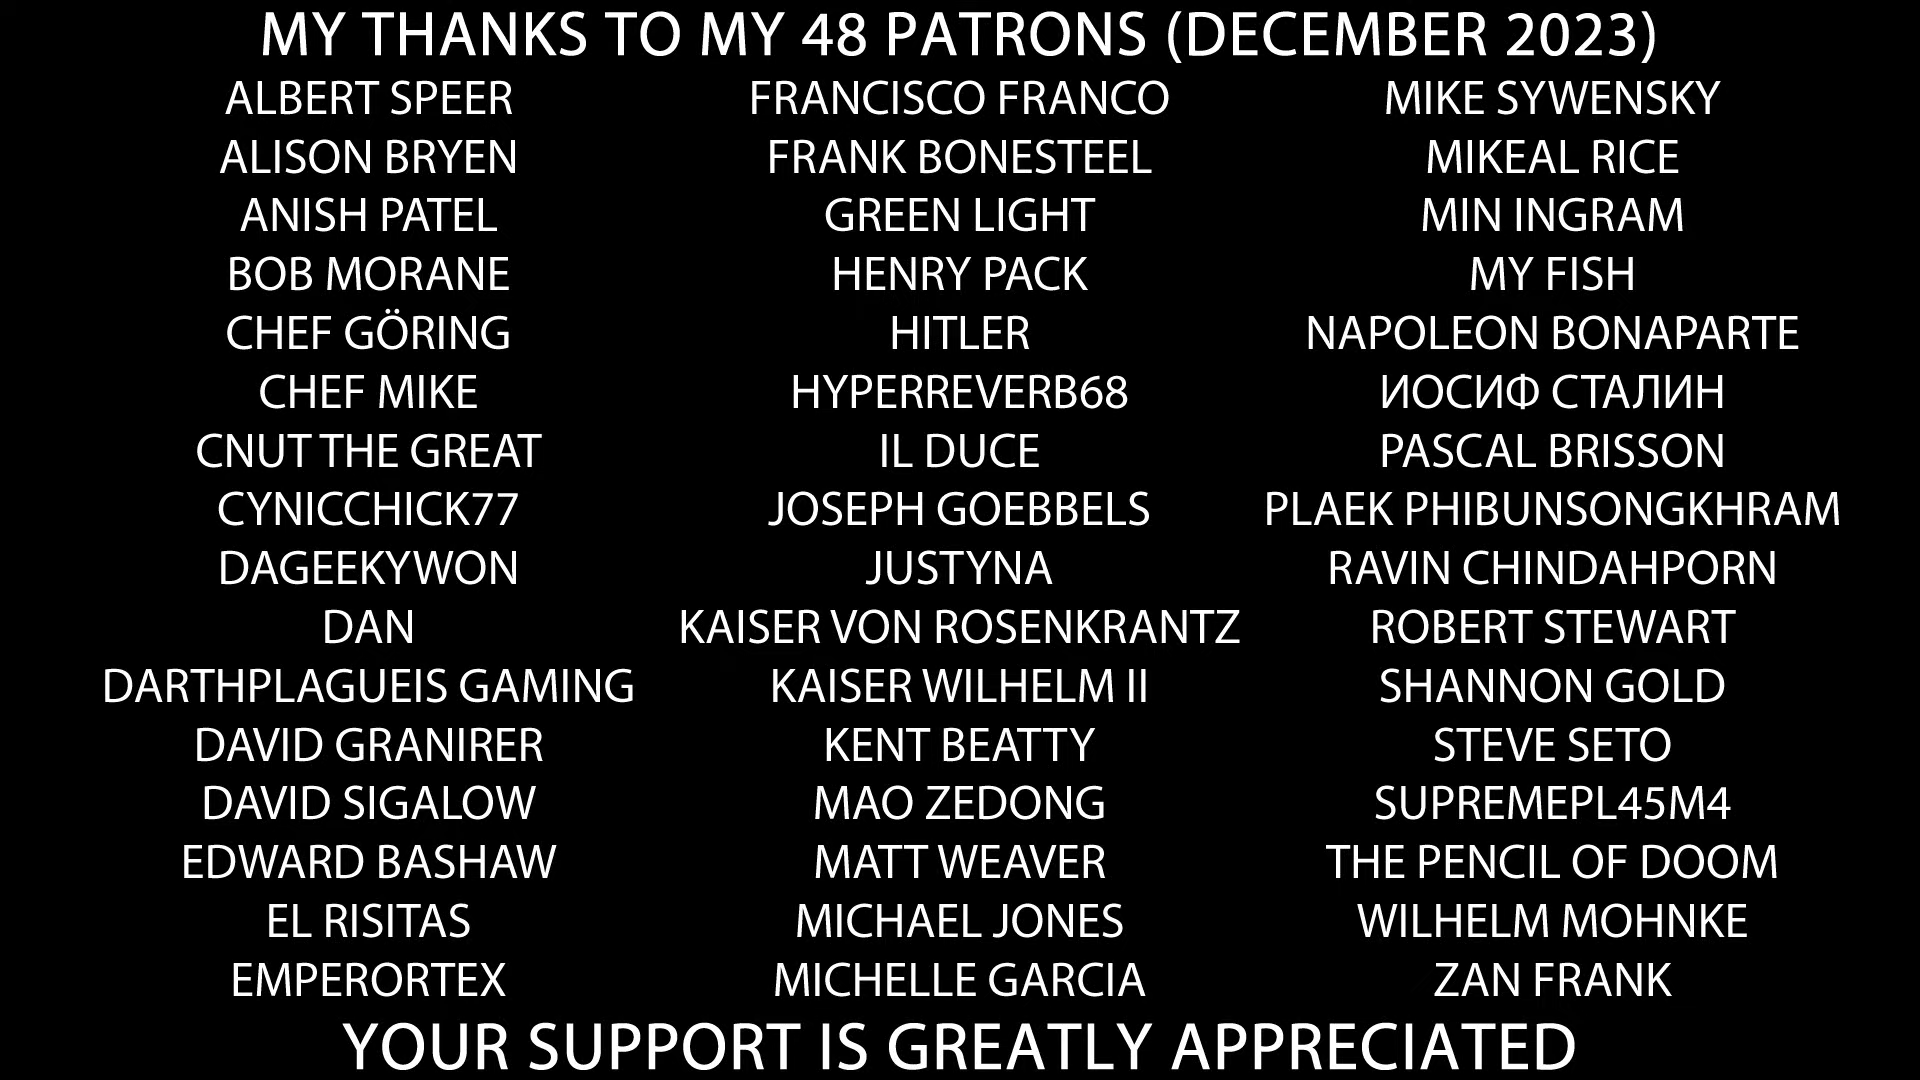 MY THANKS TO MY 48 PATRONS (DECEMBER 2023)
ALBERT SPEER
ALISON BRYEN
ANISH PATEL
BOB MORANE
CHEF GÖRING
CHEF MIKE
CNUT THE GREAT
CYNICCHICK77
DAGEEKYWON
DAN
DARTHPLAGUEIS GAMING
DAVID GRANIRER
DAVID SIGALOW
EDWARD BASHAW
EL RISITAS
EMPERORTEX
FRANCISCO FRANCO
FRANK BONESTEEL
GREEN LIGHT
HENRY PACK
HITLER
HYPERREVERB68
IL DUCE
JOSEPH GOEBBELS
JUSTYNA
KAISER VON ROSENKRANTZ
KAISER WILHELM II
KENT BEATTY
MAO ZEDONG
MATT WEAVER
MICHAEL JONES
MICHELLE GARCIA
MIKE SYWENSKY
MIKEAL RICE
MIN INGRAM
MY FISH
NAPOLEON BONAPARTE
ИОСИФ СТАЛИН
PASCAL BRISSON
PLAEK PHIBUNSONGKHRAM
RAVIN CHINDAHPORN
ROBERT STEWART
SHANNON GOLD
STEVE SETO
SUPREMEPL45M4
THE PENCIL OF DOOM
WILHELM MOHNKE
ZAN FRANK
YOUR SUPPORT IS GREATLY APPRECIATED